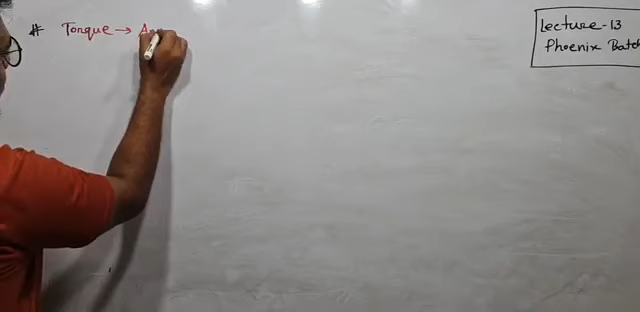 # Torque →
Lecture-13
Phoenix Batch